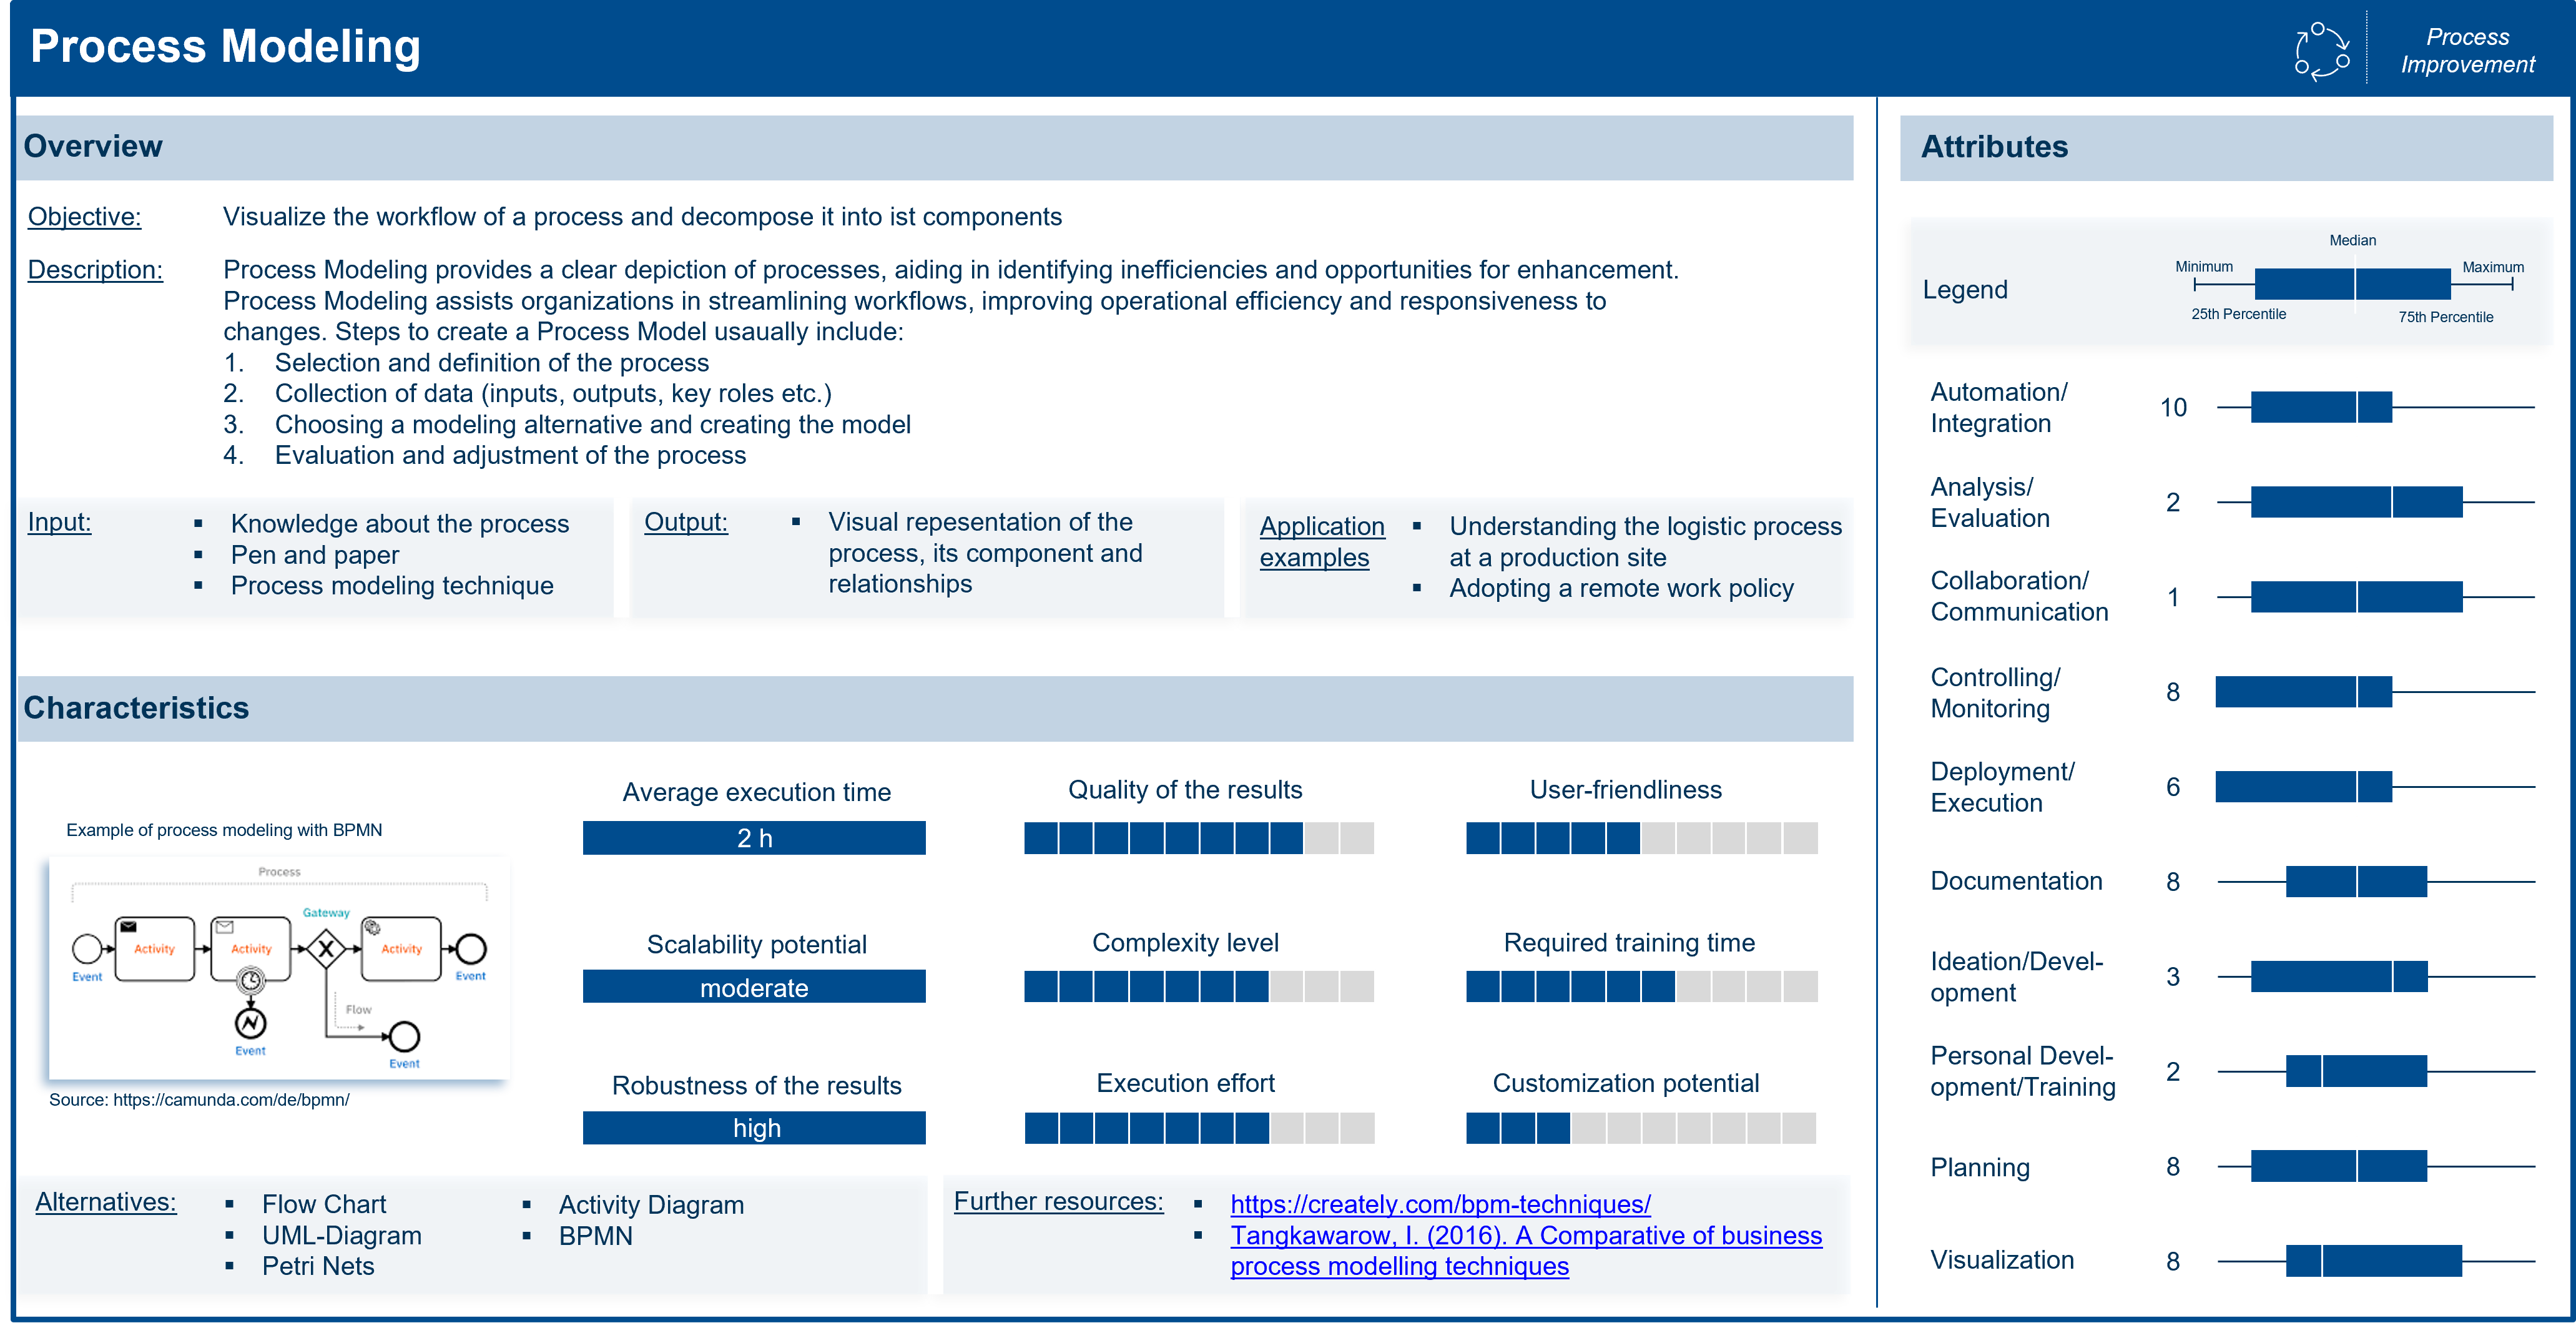 Process Modeling
Process
Improvement
Overview
Objective:
Visualize the workflow of a process and decompose it into ist components
Description:
Process Modeling provides a clear depiction of processes, aiding in identifying inefficiencies and opportunities for enhancement.
Process Modeling assists organizations in streamlining workflows, improving operational efficiency and responsiveness to
changes. Steps to create a Process Model usaually include:
1. Selection and definition of the process
2. Collection of data (inputs, outputs, key roles etc.)
3. Choosing a modeling alternative and creating the model
4. Evaluation and adjustment of the process
Input:
▪ Knowledge about the process
▪ Pen and paper
▪ Process modeling technique
Output:
▪ Visual repesentation of the
process, its component and
relationships
Application
examples
▪ Understanding the logistic process
at a production site
▪ Adopting a remote work policy
Characteristics
Example of process modeling with BPMN
Process
Gateway
Activity
Activity
Activity
Event
Event
Flow
Event
Event
Source: https://camunda.com/de/bpmn/
Average execution time
2 h
Quality of the results
User-friendliness
Scalability potential
moderate
Complexity level
Required training time
Robustness of the results
high
Execution effort
Customization potential
Alternatives:
▪ Flow Chart
▪ UML-Diagram
▪ Petri Nets
▪ Activity Diagram
▪ BPMN
Further resources:
▪ https://creately.com/bpm-techniques/
▪ Tangkawarow, I. (2016). A Comparative of business
process modelling techniques
Attributes
Legend
Median
Minimum
Maximum
25th Percentile
75th Percentile
Automation/
Integration
10
Analysis/
Evaluation
2
Collaboration/
Communication
1
Controlling/
Monitoring
8
Deployment/
Execution
6
Documentation
8
Ideation/Devel-
opment
3
Personal Devel-
opment/Training
2
Planning
8
Visualization
8